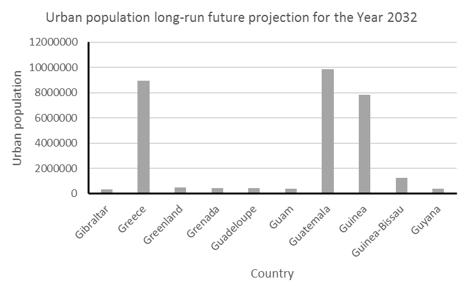 Urban population long-run future projection for the Year 2032
Urban population
12000000
10000000
8000000
6000000
4000000
2000000
0
Gibraltar
Greece
Greenland
Grenada
Guadeloupe
Guam
Guatemala
Guinea
Guinea-Bissau
Guyana
Country